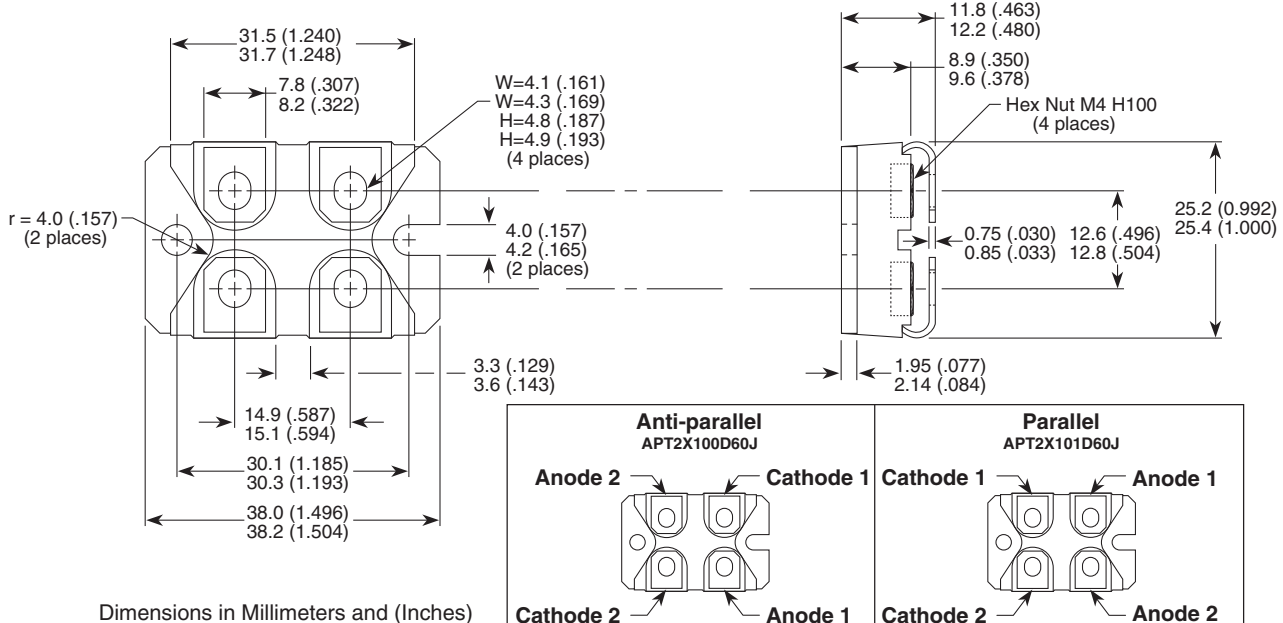 31.5 (1.240)
31.7 (1.248)
7.8 (.307)
8.2 (.322)
W=4.1 (.161)
W=4.3 (.169)
H=4.8 (.187)
H=4.9 (.193)
(4 places)
r = 4.0 (.157)
(2 places)
4.0 (.157)
4.2 (.165)
(2 places)
3.3 (.129)
3.6 (.143)
14.9 (.587)
15.1 (.594)
30.1 (1.185)
30.3 (1.193)
38.0 (1.496)
38.2 (1.504)
11.8 (.463)
12.2 (.480)
8.9 (.350)
9.6 (.378)
Hex Nut M4 H100
(4 places)
0.75 (.030)
0.85 (.033)
12.6 (.496)
12.8 (.504)
25.2 (0.992)
25.4 (1.000)
1.95 (.077)
2.14 (.084)
Anti-parallel
APT2X100D60J
Anode 2
Cathode 1
Cathode 2
Anode 1
Parallel
APT2X101D60J
Cathode 1
Anode 1
Cathode 2
Anode 2
Dimensions in Millimeters and (Inches)